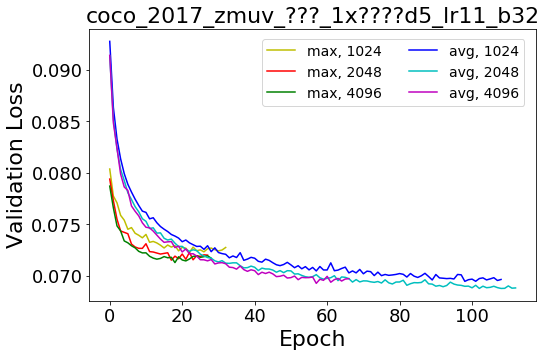 coco_2017_zmuv_???_1x????d5_lr11_b32
max, 1024
max, 2048
max, 4096
avg, 1024
avg, 2048
avg, 4096
Validation Loss
0.090
0.085
0.080
0.075
0.070
0
20
40
60
80
100
Epoch